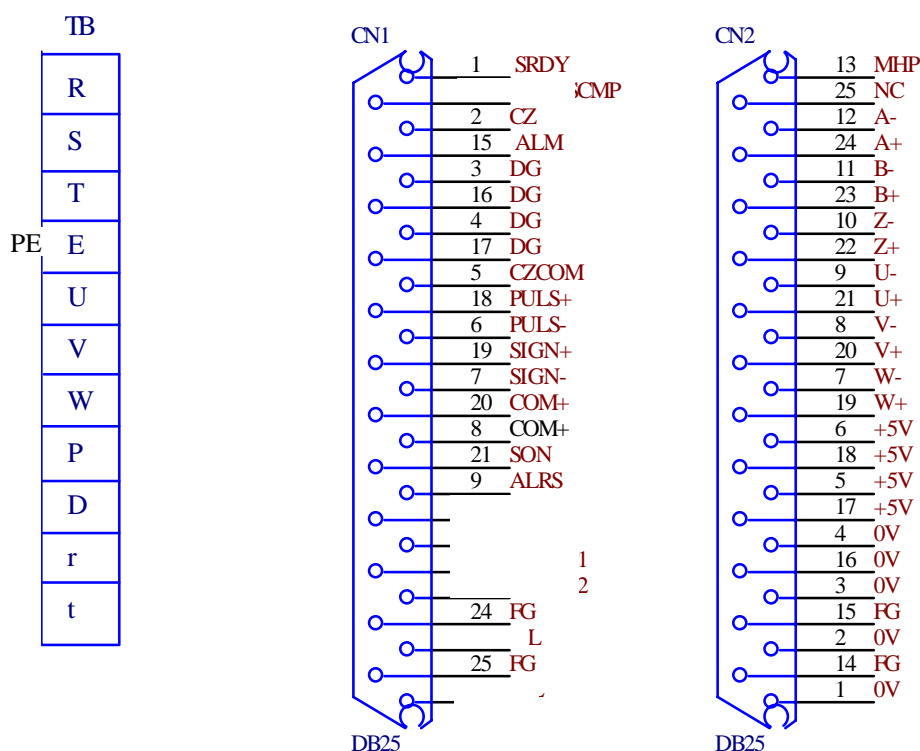 TB
R
S
T
PE E
U
V
W
P
D
r
t
CN1
1 SRDY
CMP
2 CZ
15 ALM
3 DG
16 DG
4 DG
17 DG
5 CZCOM
18 PULS+
6 PULS-
19 SIGN+
7 SIGN-
20 COM+
8 COM+
21 SON
9 ALRS
1
2
24 FG
L
25 FG
DB25
CN2
13 MHP
25 NC
12 A-
24 A+
11 B-
23 B+
10 Z-
22 Z+
9 U-
21 U+
8 V-
20 V+
7 W-
19 W+
6 +5V
18 +5V
5 +5V
17 +5V
4 0V
16 0V
3 0V
15 FG
2 0V
14 FG
1 0V
DB25